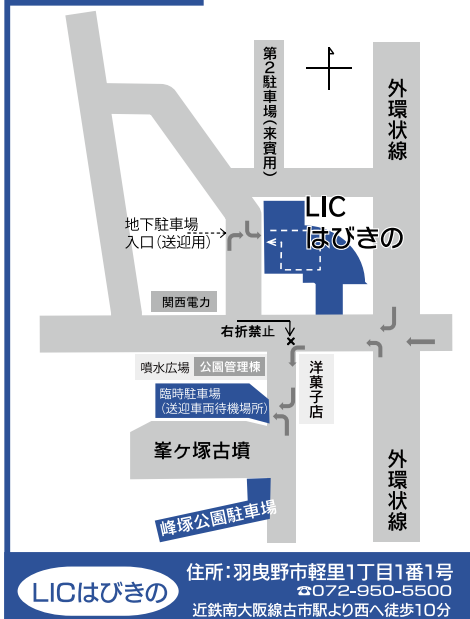 第2駐車場(来賓用)
外環状線
LIC
はびきの
地下駐車場
入口(送迎用)
関西電力
右折禁止
噴水広場
公園管理棟
洋菓子店
臨時駐車場
(送迎車両待機場所)
峯ヶ塚古墳
外環状線
峰塚公園駐車場
LICはびきの
住所:羽曳野市軽里1丁目1番1号
☎072-950-5500
近鉄南大阪線古市駅より西へ徒歩10分